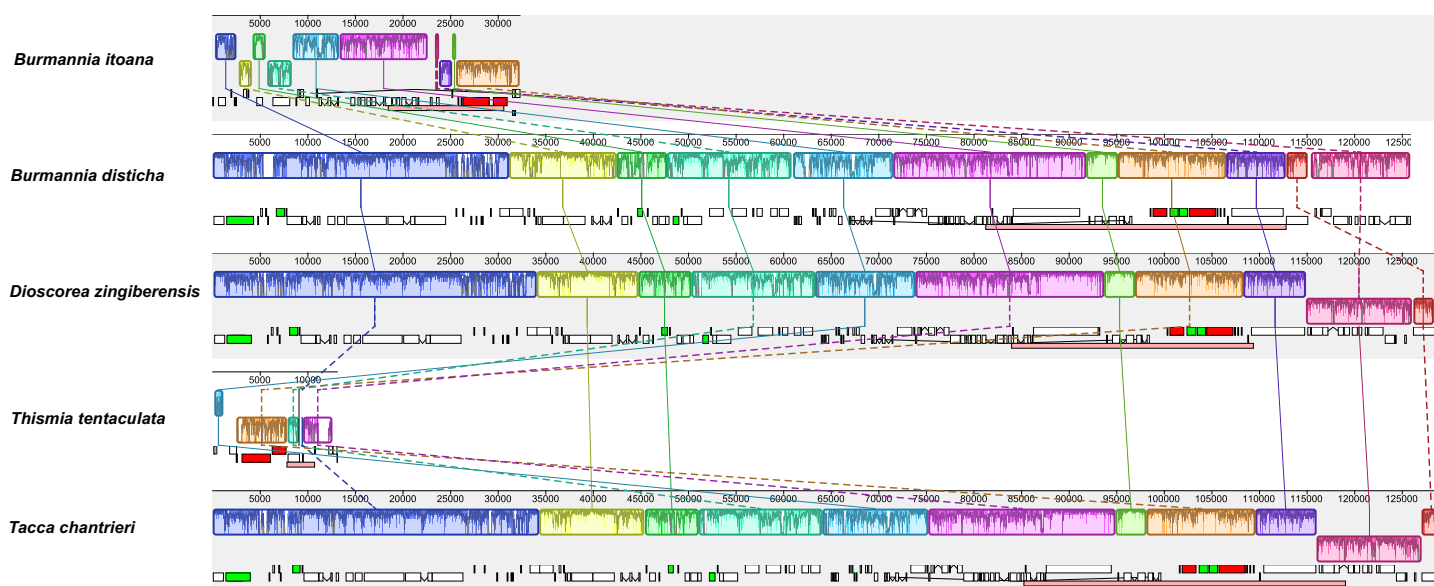 5000 10000 15000 20000 25000 30000
Burmannia itoana
5000 10000 15000 20000 25000 30000 35000 40000 45000 50000 55000 60000 65000 70000 75000 80000 85000 90000 95000 100000 105000 110000 115000 120000 125000
Burmannia disticha
5000 10000 15000 20000 25000 30000 35000 40000 45000 50000 55000 60000 65000 70000 75000 80000 85000 90000 95000 100000 105000 110000 115000 120000 125000
Dioscorea zingiberensis
5000 10000
Thismia tentaculata
5000 10000 15000 20000 25000 30000 35000 40000 45000 50000 55000 60000 65000 70000 75000 80000 85000 90000 95000 100000 105000 110000 115000 120000 125000
Tacca chantrieri